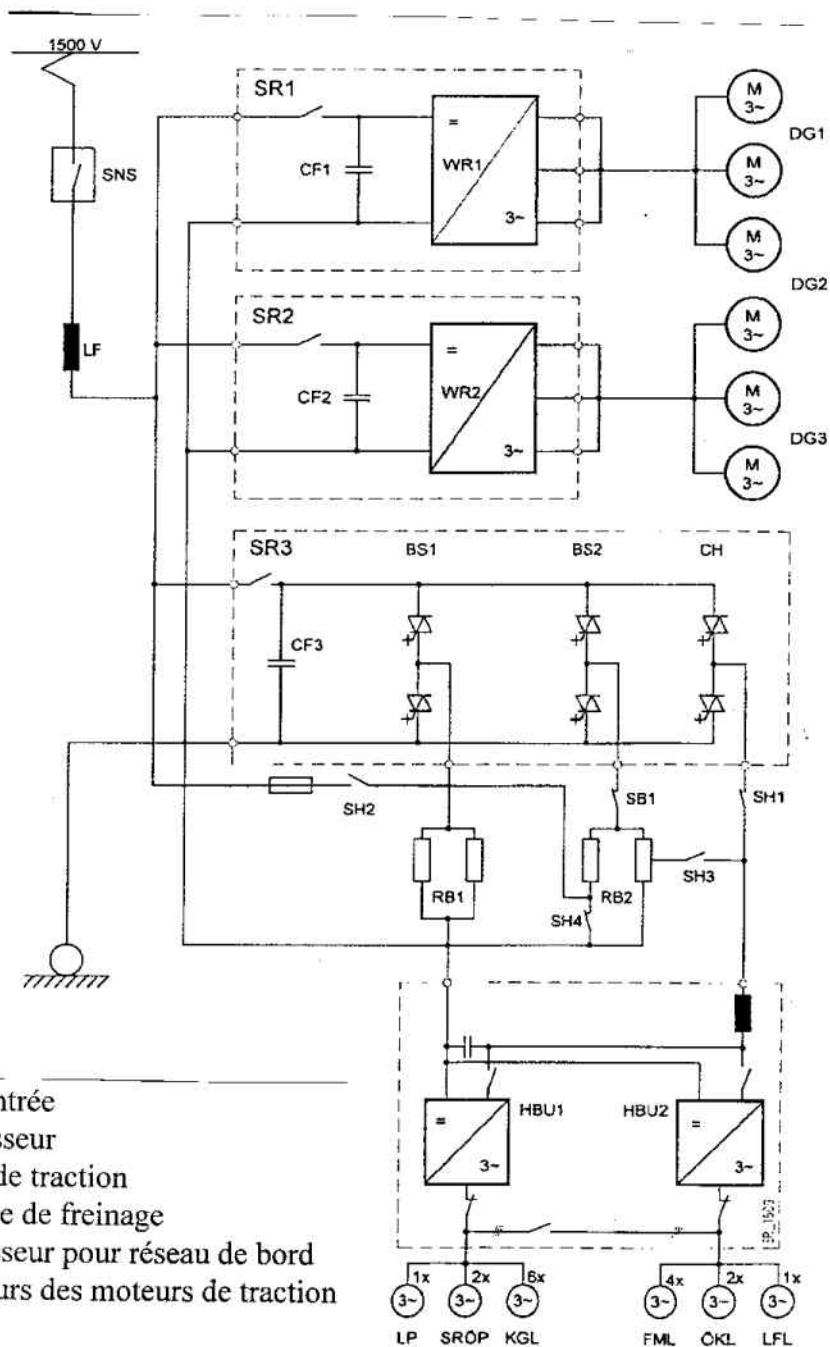 1500 V
SNS
LF
SR1
CF1
=
WR1
3~
M
3~
DG1
M
3~
M
3~
DG2
SR2
CF2
=
WR2
3~
M
3~
M
3~
DG3
M
3~
SR3 BS1 BS2 CH
CF3
SH2
SB1
SH1
RB1
RB2
SH3
SH4
HBU1
=
3~
HBU2
=
3~
1x 2x 6x
3~ 3~ 3~
LP SRÖP KGL
4x 2x 1x
3~ 3~ 3~
FML ÖKL LFL
ntrée
sseur
de traction
e de freinage
sseur pour réseau de bord
urs des moteurs de traction